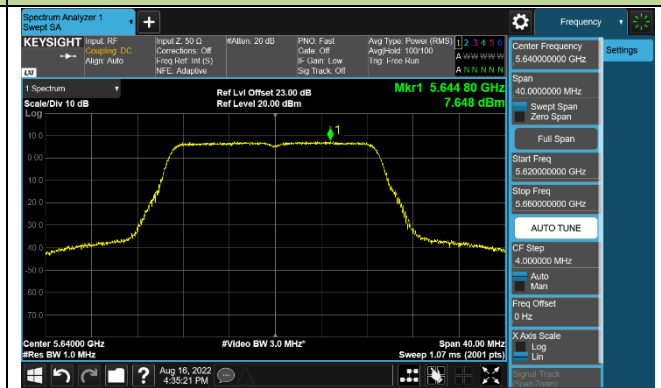 Spectrum Analyzer 1
Swept SA
+
Frequency
KEYSIGHT
Input: RF
Coupling: DC
Align: Auto
Input Z: 50 Ω
Corrections: Off
Freq Ref: Int (S)
NFE: Adaptive
#Atten: 20 dB
PNO: Fast
Gate: Off
IF Gain: Low
Sig Track: Off
Avg Type: Power (RMS)
Avg|Hold: 100/100
Trig: Free Run
1 2 3 4 5 6
A W W W W W
A N N N N N
LXI
1 Spectrum
Scale/Div 10 dB
Log
Ref Lvl Offset 23.00 dB
Ref Level 20.00 dBm
Mkr1 5.644 80 GHz
7.648 dBm
1
10.0
0.00
-10.0
-20.0
-30.0
-40.0
-50.0
-60.0
-70.0
Center 5.64000 GHz
#Res BW 1.0 MHz
#Video BW 3.0 MHz*
Span 40.00 MHz
Sweep 1.07 ms (2001 pts)
Center Frequency
5.640000000 GHz
Settings
Span
40.0000000 MHz
Swept Span
Zero Span
Full Span
Start Freq
5.620000000 GHz
Stop Freq
5.660000000 GHz
AUTO TUNE
CF Step
4.000000 MHz
Auto
Man
Freq Offset
0 Hz
X Axis Scale
Log
Lin
Signal Track
(Span Zoom)
?
Aug 16, 2022
4:35:21 PM